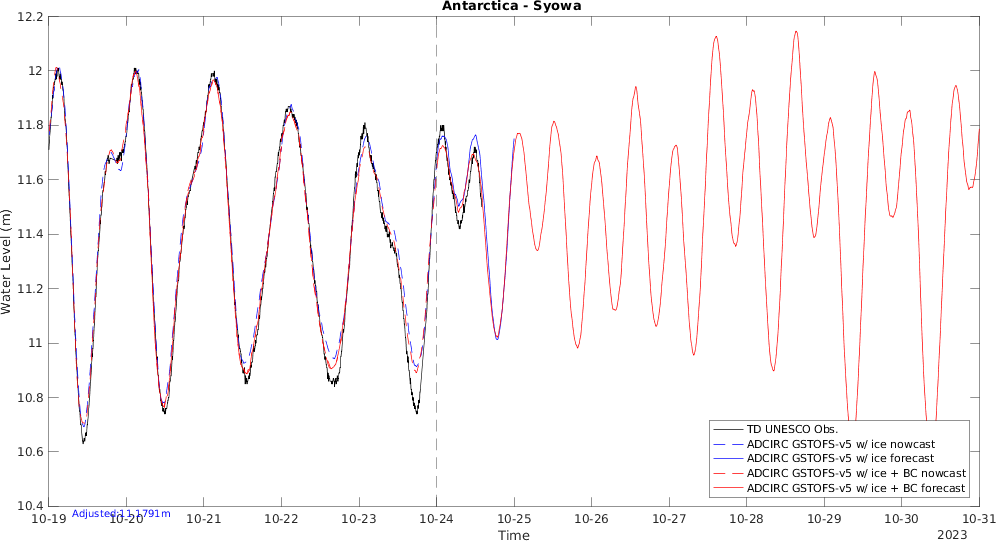 Antarctica - Syowa
12.2
12
11.8
11.6
11.4
11.2
11
10.8
10.6
10.4
Water Level (m)
TD UNESCO Obs.
ADCIRC GSTOFS-v5 w/ ice nowcast
ADCIRC GSTOFS-v5 w/ ice forecast
ADCIRC GSTOFS-v5 w/ ice + BC nowcast
ADCIRC GSTOFS-v5 w/ ice + BC forecast
Adjusted:11.1791m
10-19 10-20 10-21 10-22 10-23 10-24 10-25 10-26 10-27 10-28 10-29 10-30 10-31
Time
2023